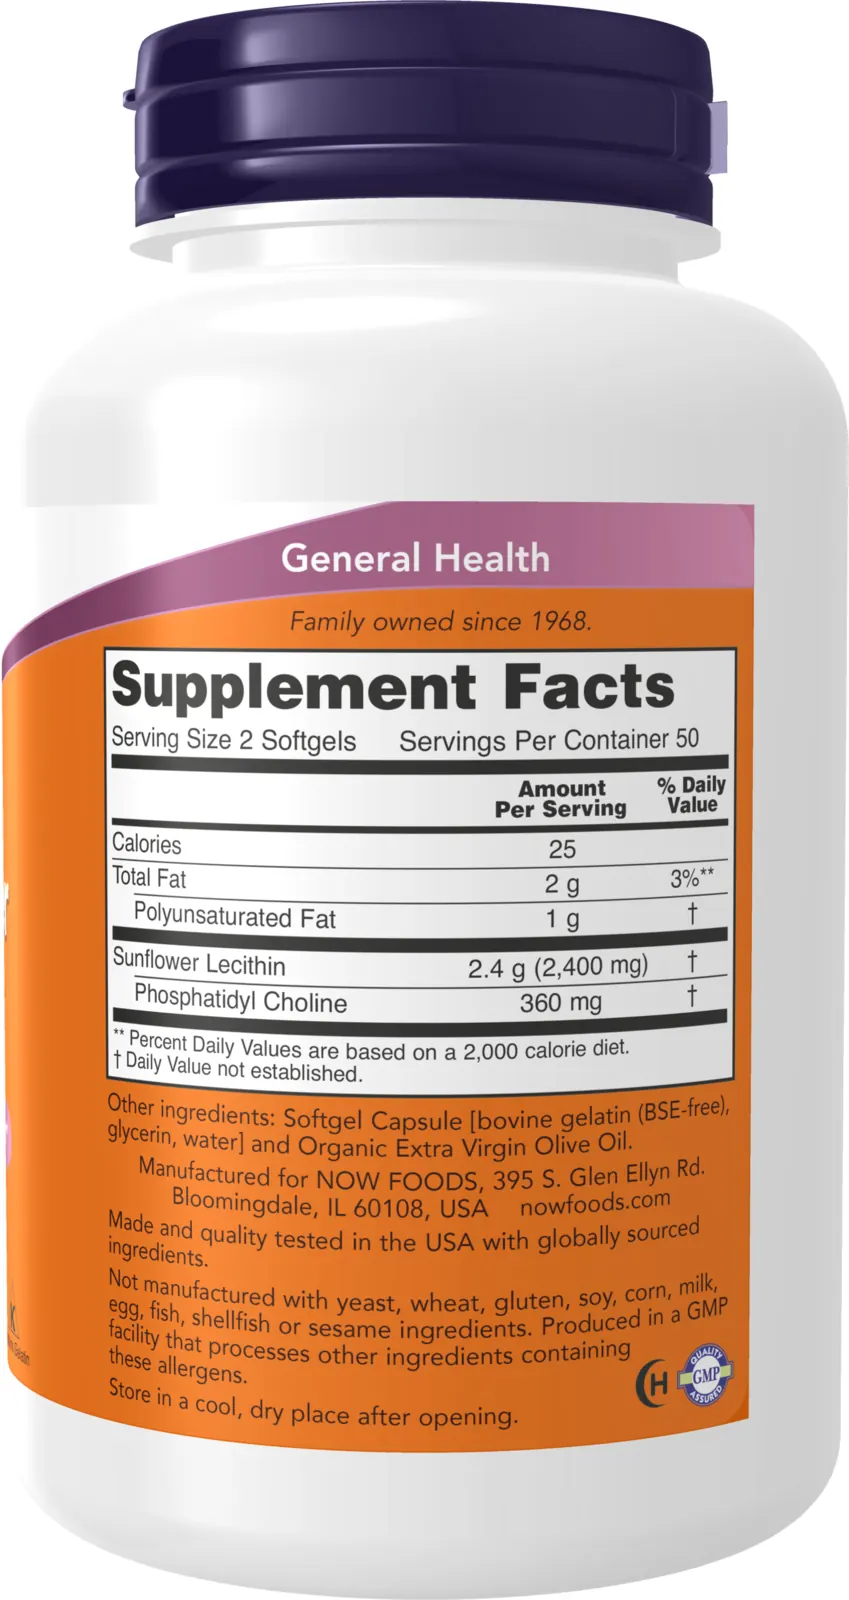 General Health
Family owned since 1968.
Supplement Facts
Serving Size 2 Softgels Servings Per Container 50
Amount Per Serving % Daily Value
Calories 25
Total Fat 2 g 3%**
Polyunsaturated Fat 1 g †
Sunflower Lecithin 2.4 g (2,400 mg) †
Phosphatidyl Choline 360 mg †
** Percent Daily Values are based on a 2,000 calorie diet.
† Daily Value not established.
Other ingredients: Softgel Capsule [bovine gelatin (BSE-free),
glycerin, water] and Organic Extra Virgin Olive Oil.
Manufactured for NOW FOODS, 395 S. Glen Ellyn Rd.
Bloomingdale, IL 60108, USA nowfoods.com
Made and quality tested in the USA with globally sourced
ingredients.
Not manufactured with yeast, wheat, gluten, soy, corn, milk,
egg, fish, shellfish or sesame ingredients. Produced in a GMP
facility that processes other ingredients containing
these allergens.
Store in a cool, dry place after opening.
H
QUALITY
GMP
ASSURED
K